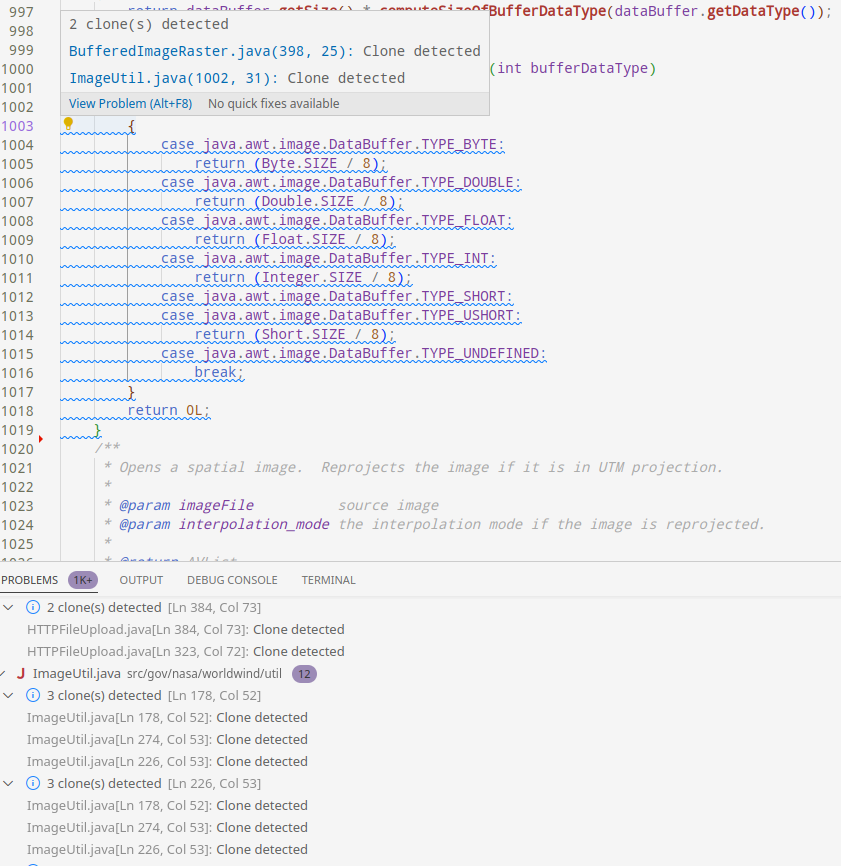 997 return dataBuffer.getSize() * computeSizeOfBufferDataType(dataBuffer.getDataType());
998
999
1000 (int bufferDataType)
1001
1002
2 clone(s) detected
BufferedImageRaster.java(398, 25): Clone detected
ImageUtil.java(1002, 31): Clone detected
View Problem (Alt+F8) No quick fixes available
1003 {
1004 case java.awt.image.DataBuffer.TYPE_BYTE:
1005 return (Byte.SIZE / 8);
1006 case java.awt.image.DataBuffer.TYPE_DOUBLE:
1007 return (Double.SIZE / 8);
1008 case java.awt.image.DataBuffer.TYPE_FLOAT:
1009 return (Float.SIZE / 8);
1010 case java.awt.image.DataBuffer.TYPE_INT:
1011 return (Integer.SIZE / 8);
1012 case java.awt.image.DataBuffer.TYPE_SHORT:
1013 case java.awt.image.DataBuffer.TYPE_USHORT:
1014 return (Short.SIZE / 8);
1015 case java.awt.image.DataBuffer.TYPE_UNDEFINED:
1016 break;
1017 }
1018 return 0L;
1019 }
1020 /**
1021 * Opens a spatial image.  Reprojects the image if it is in UTM projection.
1022 *
1023 * @param imageFile          source image
1024 * @param interpolation_mode the interpolation mode if the image is reprojected.
1025 *
1026 * @return AVList
PROBLEMS 1K+ OUTPUT DEBUG CONSOLE TERMINAL
2 clone(s) detected [Ln 384, Col 73]
HTTPFileUpload.java[Ln 384, Col 73]: Clone detected
HTTPFileUpload.java[Ln 323, Col 72]: Clone detected
J ImageUtil.java src/gov/nasa/worldwind/util 12
3 clone(s) detected [Ln 178, Col 52]
ImageUtil.java[Ln 178, Col 52]: Clone detected
ImageUtil.java[Ln 274, Col 53]: Clone detected
ImageUtil.java[Ln 226, Col 53]: Clone detected
3 clone(s) detected [Ln 226, Col 53]
ImageUtil.java[Ln 178, Col 52]: Clone detected
ImageUtil.java[Ln 274, Col 53]: Clone detected
ImageUtil.java[Ln 226, Col 53]: Clone detected